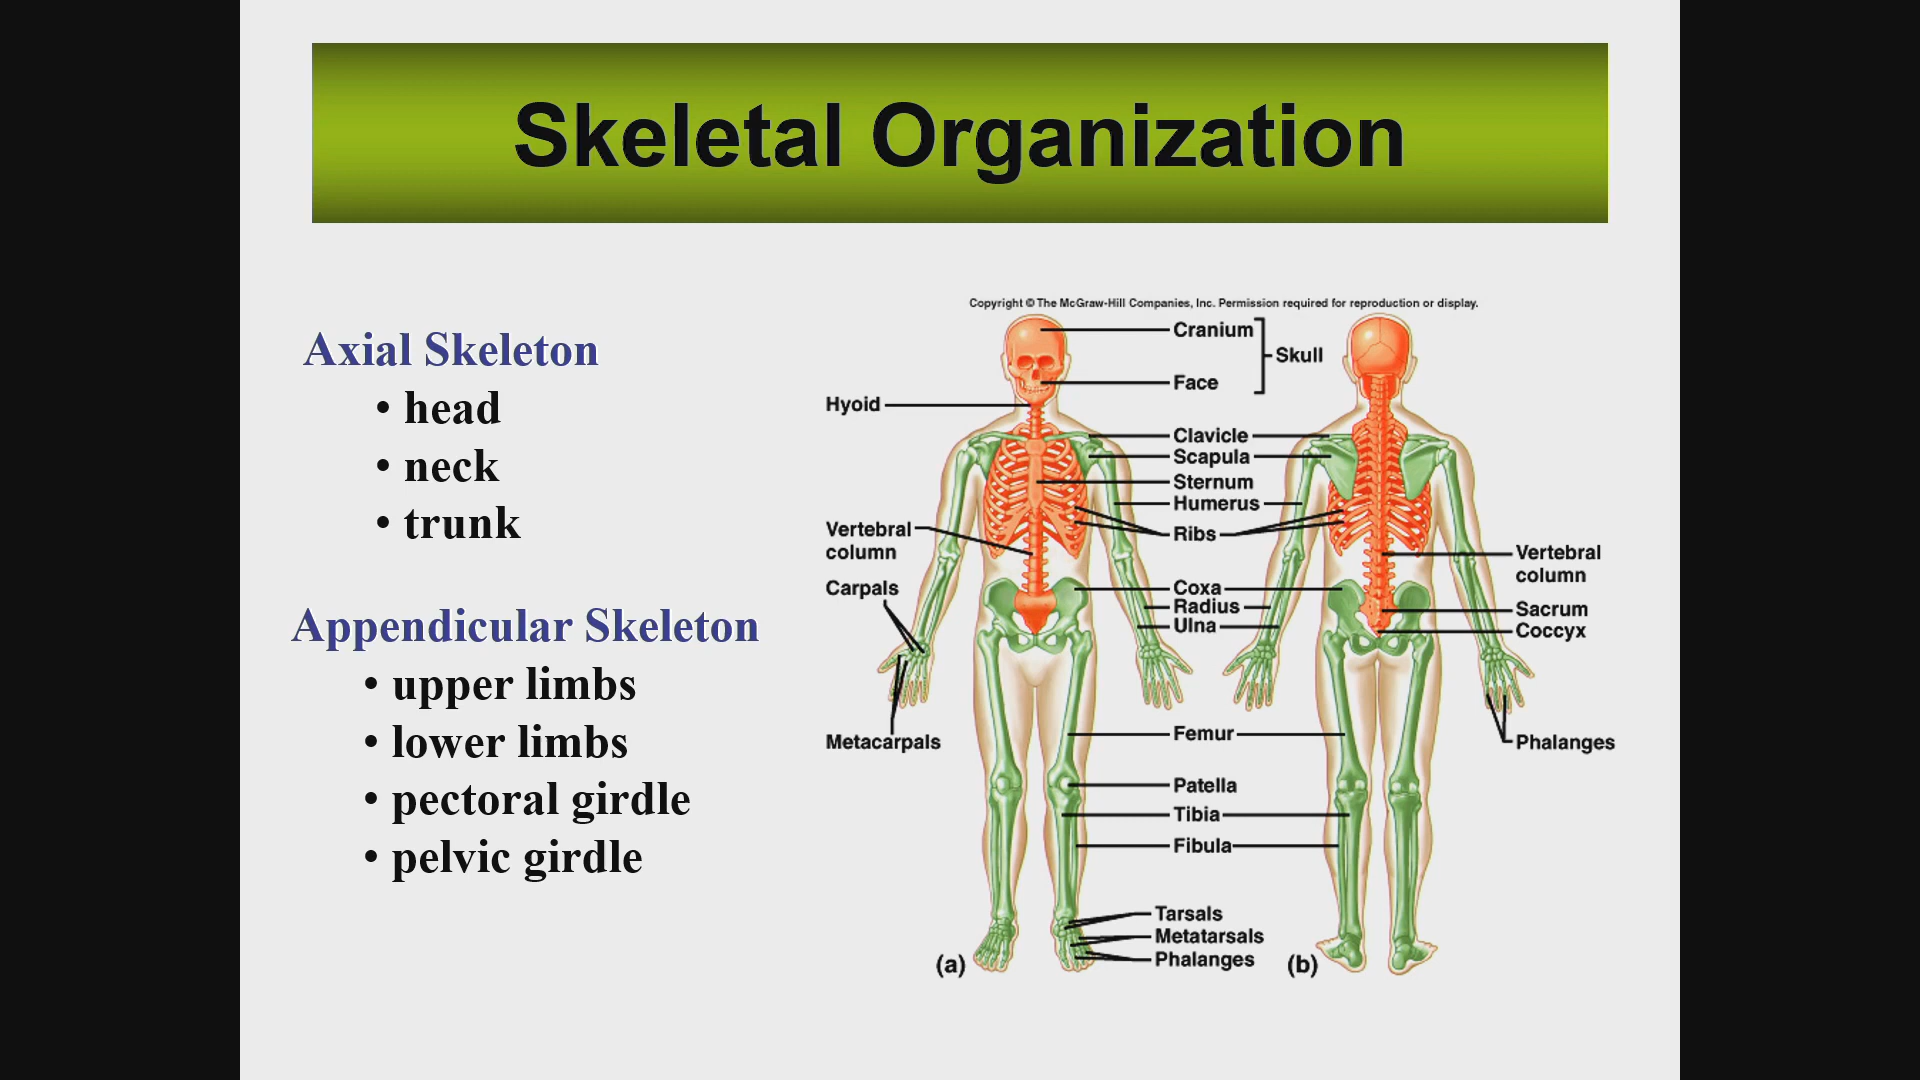 Skeletal Organization
Axial Skeleton
• head
• neck
• trunk
Appendicular Skeleton
• upper limbs
• lower limbs
• pectoral girdle
• pelvic girdle
Copyright © The McGraw-Hill Companies, Inc. Permission required for reproduction or display.
Cranium
Skull
Face
Hyoid
Clavicle
Scapula
Sternum
Humerus
Ribs
Vertebral
column
Carpals
Coxa
Radius
Ulna
Vertebral
column
Sacrum
Coccyx
Metacarpals
Femur
Phalanges
Patella
Tibia
Fibula
Tarsals
Metatarsals
Phalanges
(a)
(b)